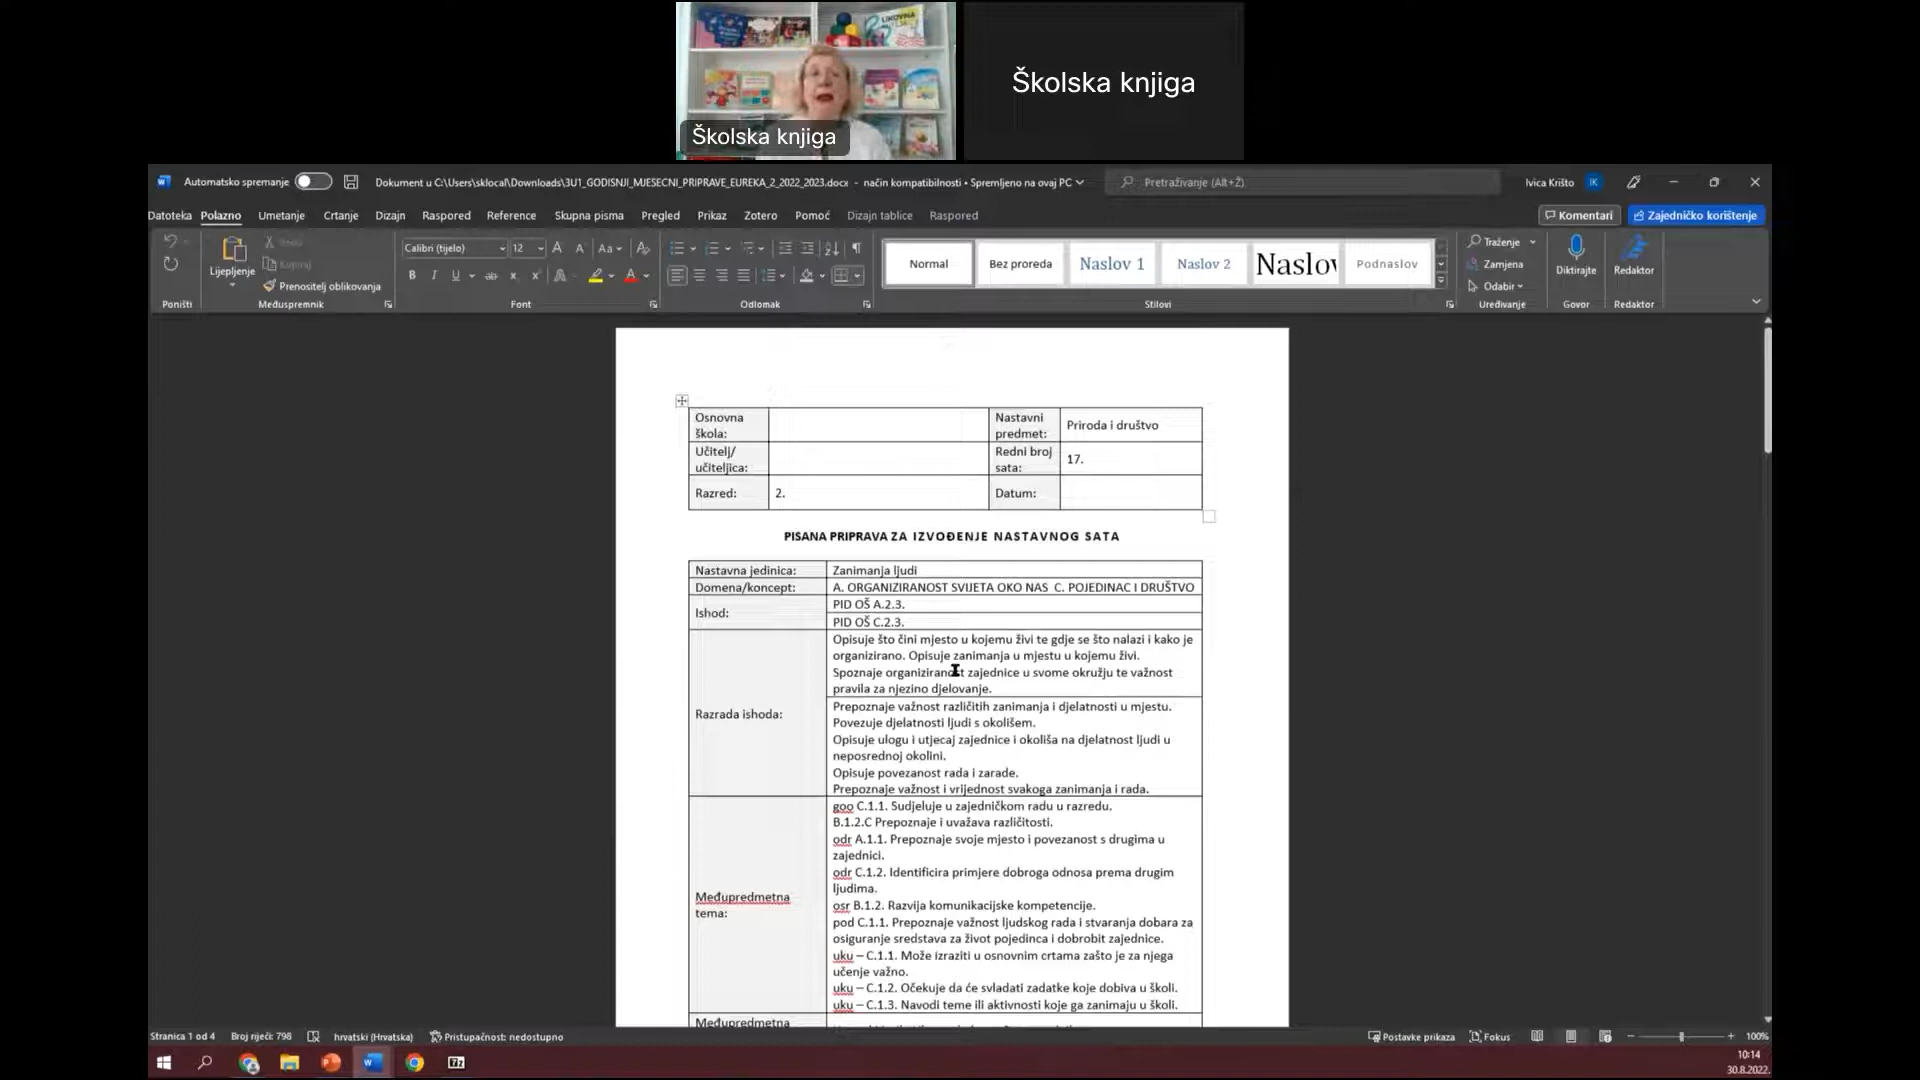 LIKOVNA
Školska knjiga
Školska knjiga
Automatsko spremanje
Dokument u C:\Users\sklocal\Downloads\3U1_GODISNJI_MJESECNI_PRIPRAVE_EUREKA_2_2022_2023.docx - način kompatibilnosti • Spremljeno na ovaj PC
Pretraživanje (Alt+Ž)
Ivica Krišto
IK
Datoteka Polazno Umetanje Crtanje Dizajn Raspored Reference Skupna pisma Pregled Prikaz Zotero Pomoć Dizajn tablice Raspored
Komentari
Zajedničko korištenje
Lijepljenje
Kopiraj
Prenositelj oblikovanja
Calibri (tijelo) 12
Normal
Bez proreda
Naslov 1
Naslov 2
Naslov
Podnaslov
Traženje
Zamjena
Odabir
Diktirajte
Redaktor
Poništi Međuspremnik Font Odlomak Stilovi Uređivanje Govor Redaktor
Osnovna škola:
Nastavni predmet:
Priroda i društvo
Učitelj/ učiteljica:
Redni broj sata:
17.
Razred:
2.
Datum:
PISANA PRIPRAVA ZA IZVOĐENJE NASTAVNOG SATA
Nastavna jedinica:
Zanimanja ljudi
Domena/koncept:
A. ORGANIZIRANOST SVIJETA OKO NAS C. POJEDINAC I DRUŠTVO
Ishod:
PID OŠ A.2.3.
PID OŠ C.2.3.
Razrada ishoda:
Opisuje što čini mjesto u kojemu živi te gdje se što nalazi i kako je
organizirano. Opisuje zanimanja u mjestu u kojemu živi.
Spoznaje organiziranost zajednice u svome okružju te važnost
pravila za njezino djelovanje.
Prepoznaje važnost različitih zanimanja i djelatnosti u mjestu.
Povezuje djelatnosti ljudi s okolišem.
Opisuje ulogu i utjecaj zajednice i okoliša na djelatnost ljudi u
neposrednoj okolini.
Opisuje povezanost rada i zarade.
Prepoznaje važnost i vrijednost svakoga zanimanja i rada.
Međupredmetna
tema:
goo C.1.1. Sudjeluje u zajedničkom radu u razredu.
B.1.2.C Prepoznaje i uvažava različitosti.
odr A.1.1. Prepoznaje svoje mjesto i povezanost s drugima u
zajednici.
odr C.1.2. Identificira primjere dobroga odnosa prema drugim
ljudima.
osr B.1.2. Razvija komunikacijske kompetencije.
pod C.1.1. Prepoznaje važnost ljudskog rada i stvaranja dobara za
osiguranje sredstava za život pojedinca i dobrobit zajednice.
uku – C.1.1. Može izraziti u osnovnim crtama zašto je za njega
učenje važno.
uku – C.1.2. Očekuje da će svladati zadatke koje dobiva u školi.
uku – C.1.3. Navodi teme ili aktivnosti koje ga zanimaju u školi.
Međupredmetna
Stranica 1 od 4 Broj riječi: 798 hrvatski (Hrvatska) Pristupačnost: nedostupno
Postavke prikaza Fokus 100%
10:14
30.8.2022.